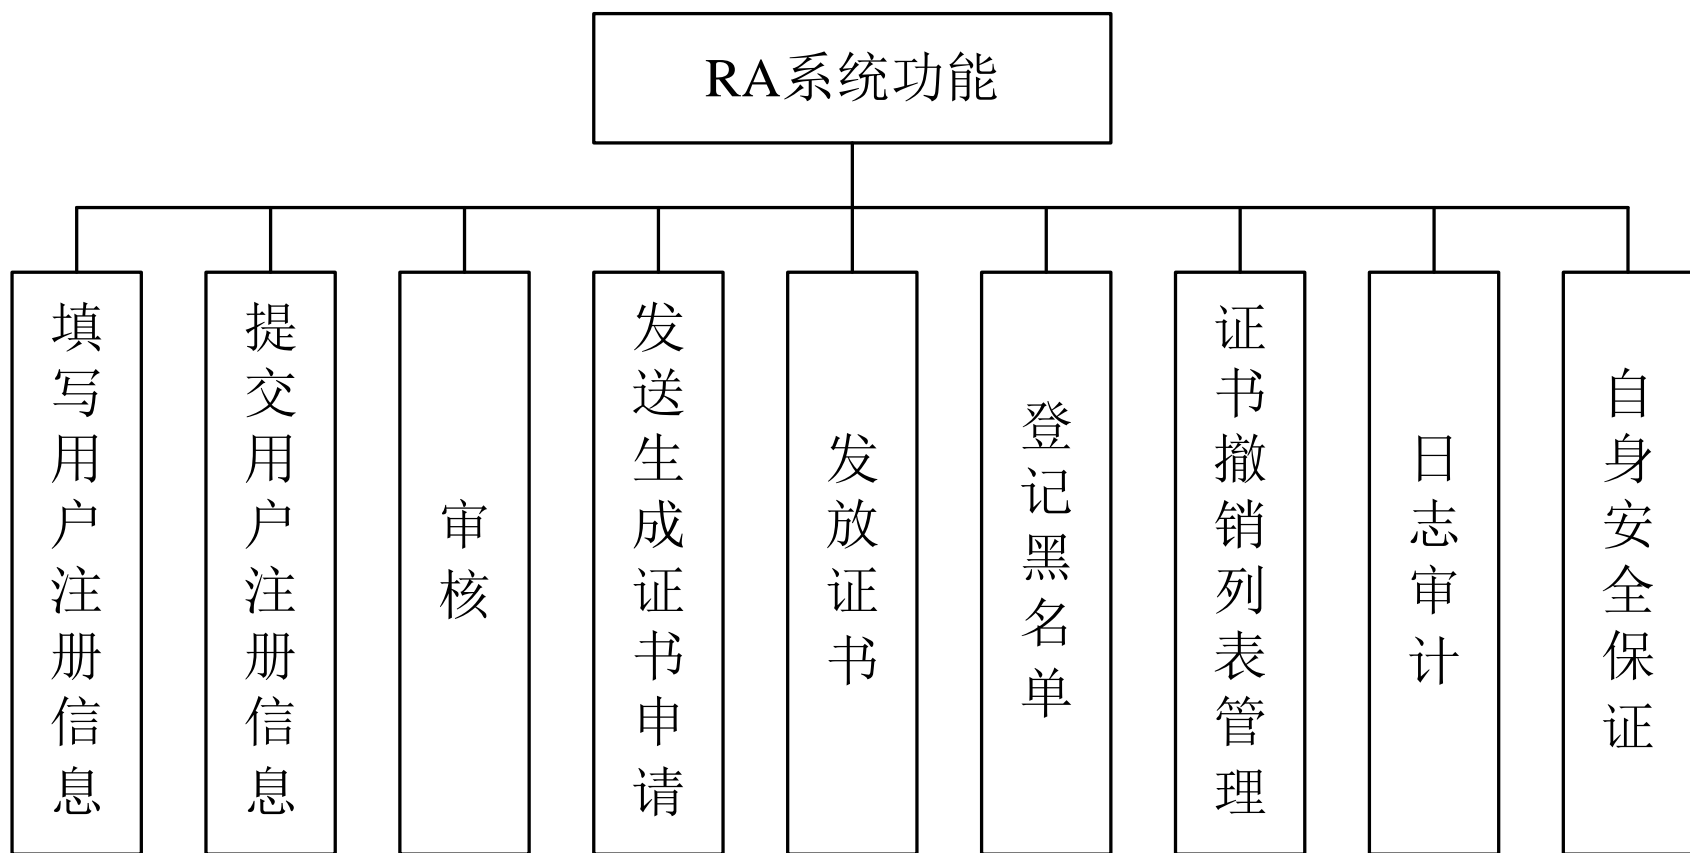 RA系统功能
填写用户注册信息
提交用户注册信息
审核
发送生成证书申请
发放证书
登记黑名单
证书撤销列表管理
日志审计
自身安全保证